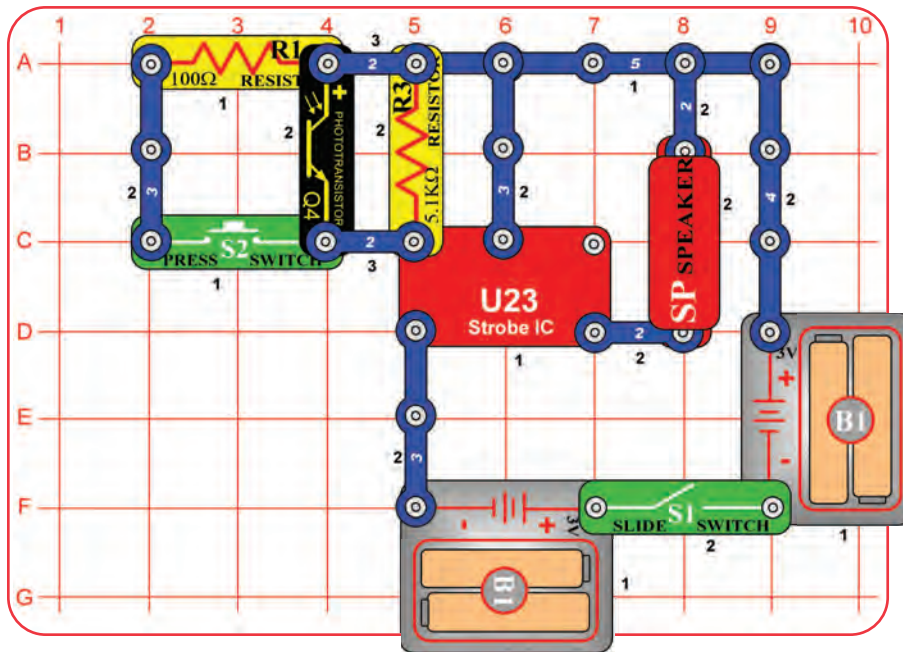 1 2 3 4 5 6 7 8 9 10
A
R1
100Ω RESIST
1
3
2
2
R3
RESISTOR
5.1KΩ
2
+
PHOTOTRANSISTOR
Q4
2
5
1
2
2
B
2
3
3
2
SPEAKER
SP
2
4
2
C
S2
PRESS SWITCH
1
2
3
U23
Strobe IC
1
D
2
2
3V
+
-
B1
1
E
2
3
F
-
+
3V
S1
SLIDE SWITCH
2
B1
1
G